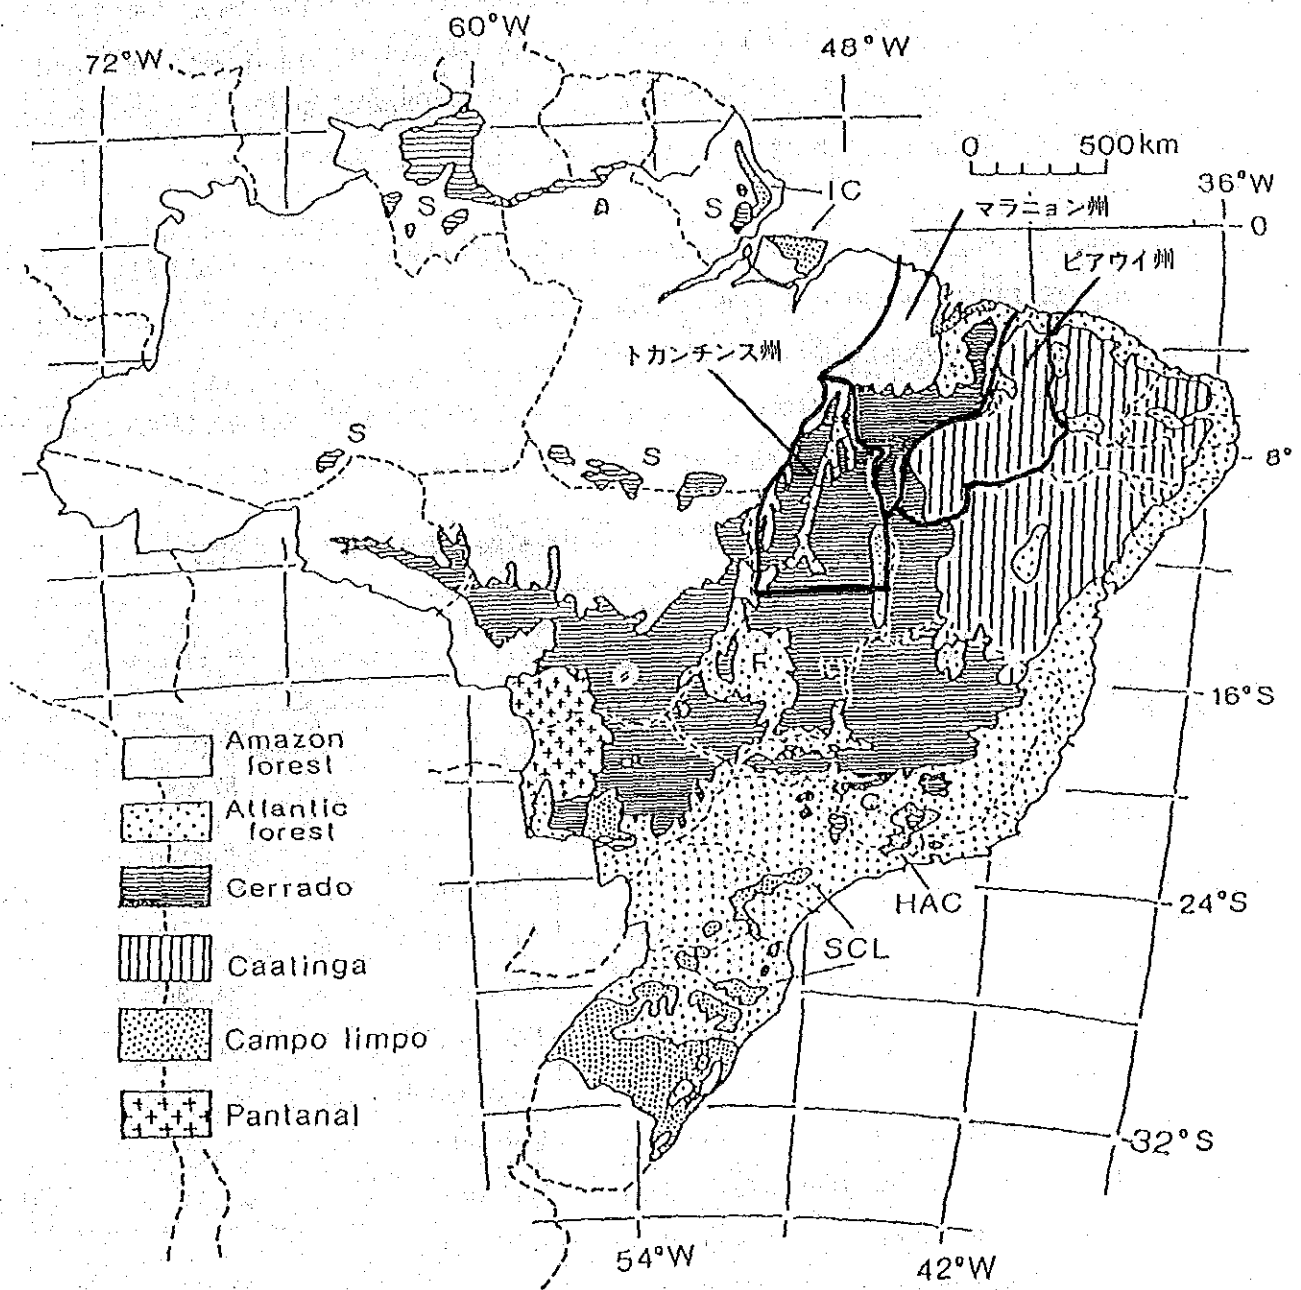 60°W
72°W
48°W
0 500km
36°W
IC
マラニョン州
0
S
S
ピアウイ州
トカンチンス州
S
S
8°
F
16°S
Amazon
forest
Atlantic
forest
C
Cerrado
HAC
24°S
SCL
Caatinga
Campo limpo
Pantanal
32°S
54°W
42°W